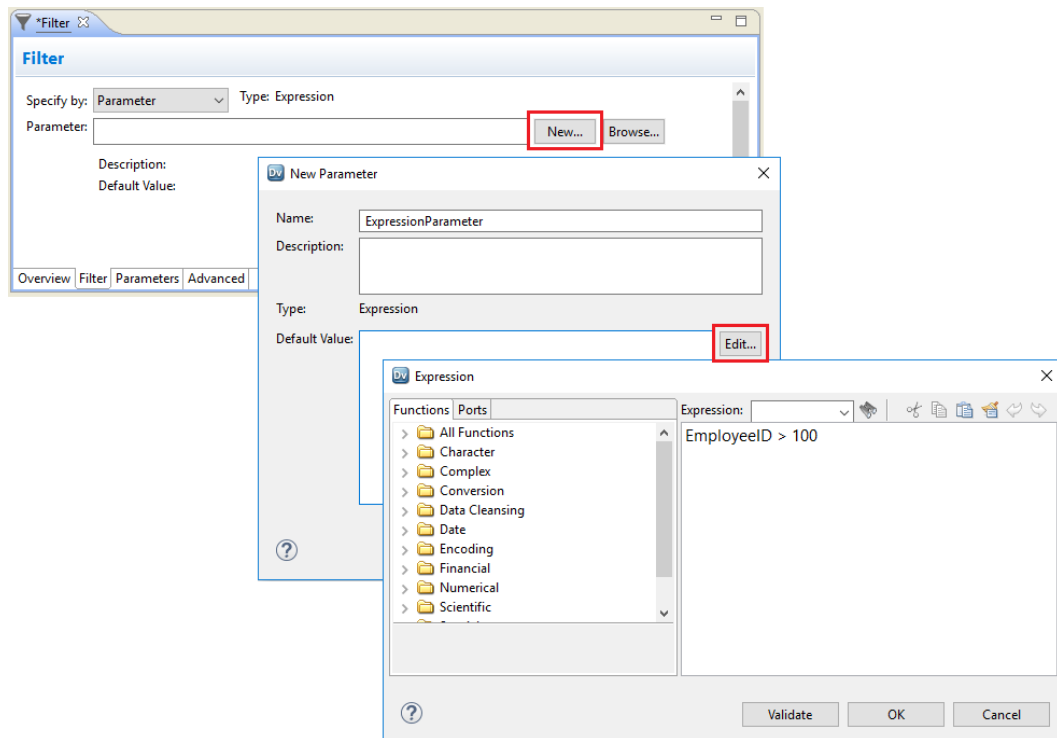 *Filter
Filter
Specify by: Parameter Type: Expression
Parameter: New... Browse...
Description:
Default Value:
Overview Filter Parameters Advanced
Dv New Parameter
Name: ExpressionParameter
Description:
Type: Expression
Default Value: Edit...
Dv Expression
Functions Ports Expression:
All Functions EmployeeID > 100
Character
Complex
Conversion
Data Cleansing
Date
Encoding
Financial
Numerical
Scientific
? 
? Validate OK Cancel